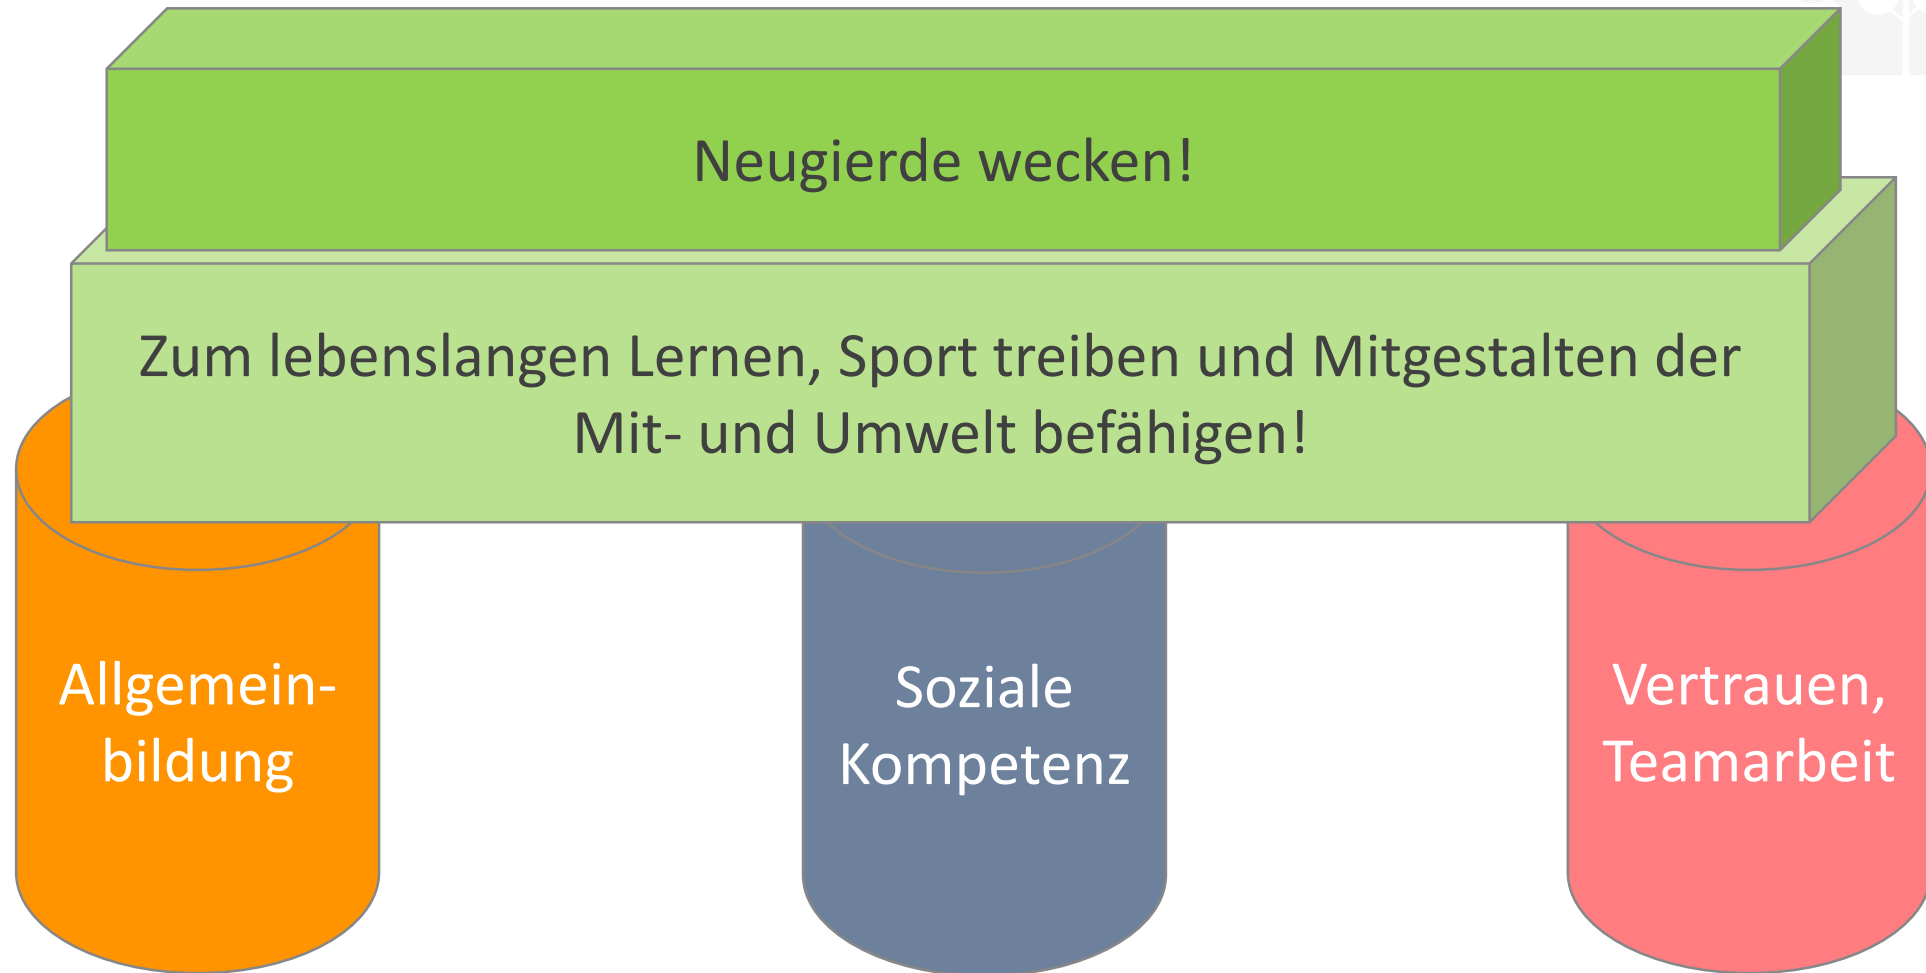 Neugierde wecken!
Zum lebenslangen Lernen, Sport treiben und Mitgestalten der
Mit- und Umwelt befähigen!
Allgemein-
bildung
Soziale
Kompetenz
Vertrauen,
Teamarbeit